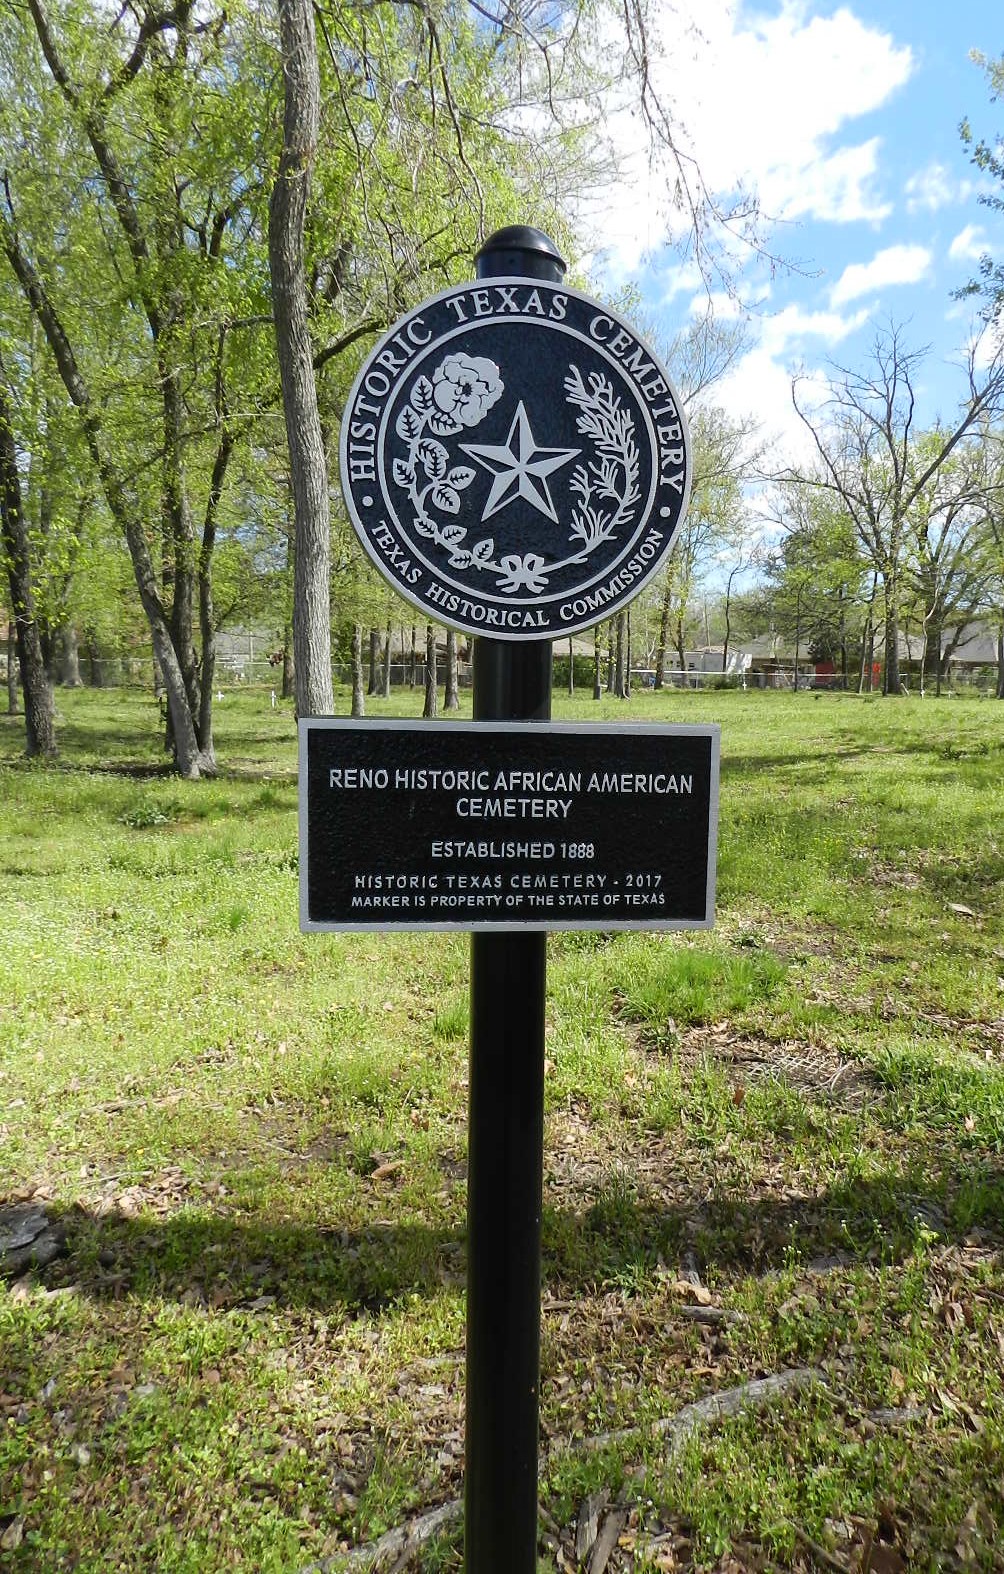 HISTORIC TEXAS CEMETERY
TEXAS HISTORICAL COMMISSION
RENO HISTORIC AFRICAN AMERICAN
CEMETERY
ESTABLISHED 1888
HISTORIC TEXAS CEMETERY - 2017
MARKER IS PROPERTY OF THE STATE OF TEXAS